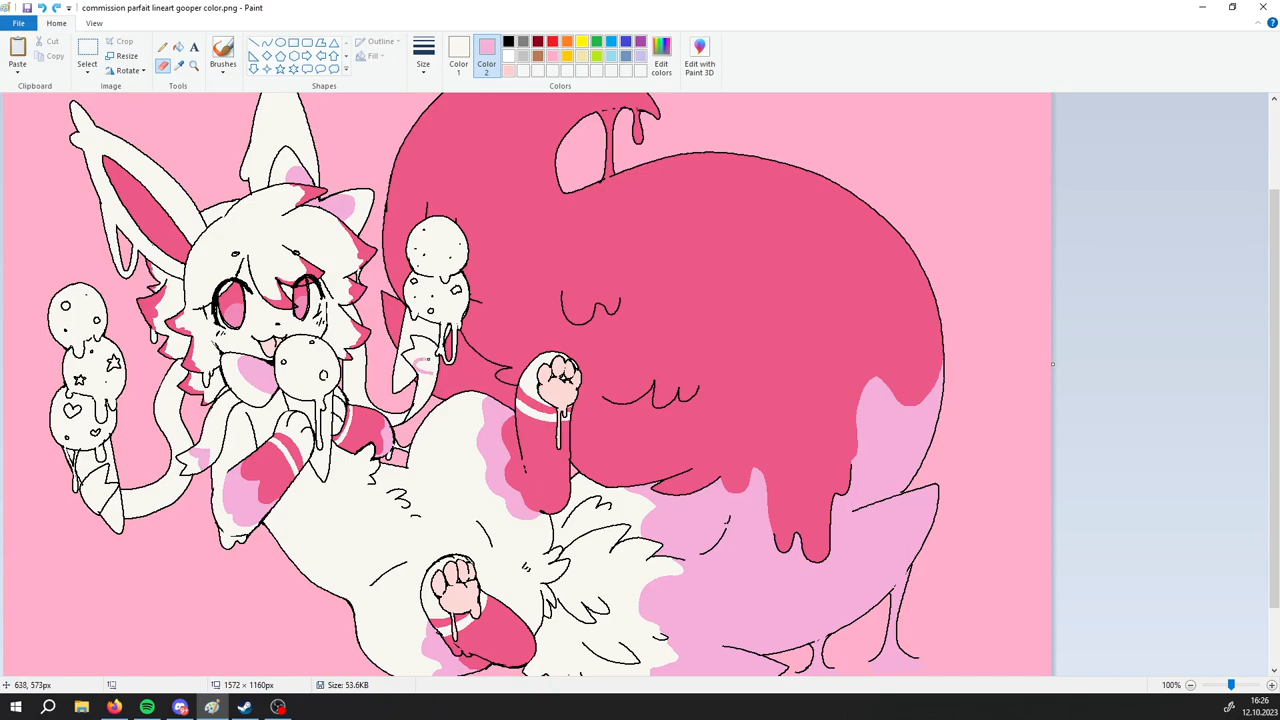 commission parfait lineart gooper color.png - Paint
File Home View
Paste
Cut
Copy
Clipboard
Select
Crop
Resize
Rotate
Image
A
Tools
Brushes
Outline
Fill
Shapes
Size
Color 1
Color 2
Edit colors
Colors
Edit with Paint 3D
638, 573px
1572 × 1160px
Size: 53.6KB
100%
16:26
12.10.2023